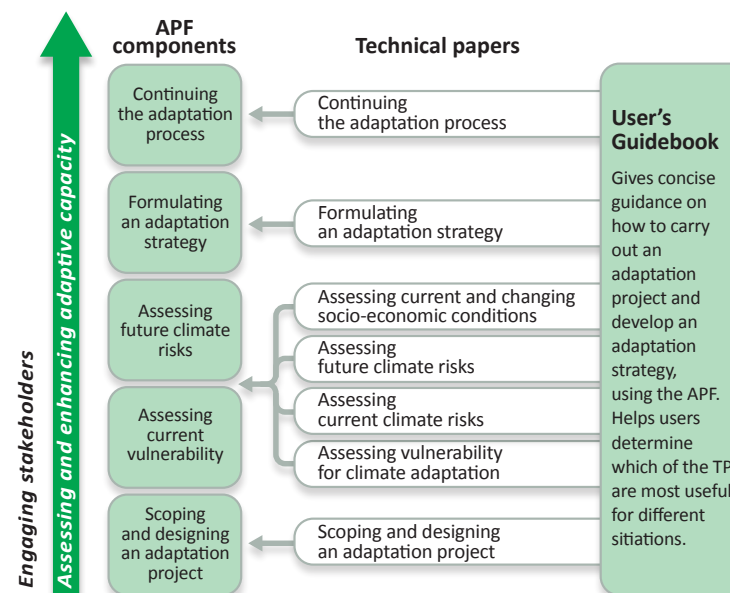 APF
components
Technical papers
Engaging stakeholders
Assessing and enhancing adaptive capacity
Continuing
the adaptation
process
Formulating
an adaptation
strategy
Assessing
future climate
risks
Assessing
current
vulnerability
Scoping
and designing
an adaptation
project
Continuing
the adaptation process
Formulating
an adaptation strategy
Assessing current and changing
socio-economic conditions
Assessing
future climate risks
Assessing
current climate risks
Assessing vulnerability
for climate adaptation
Scoping and designing
an adaptation project
User's
Guidebook
Gives concise
guidance on
how to carry
out an
adaptation
project and
develop an
adaptation
strategy,
using the APF.
Helps users
determine
which of the TP
are most useful
for different
sitiations.